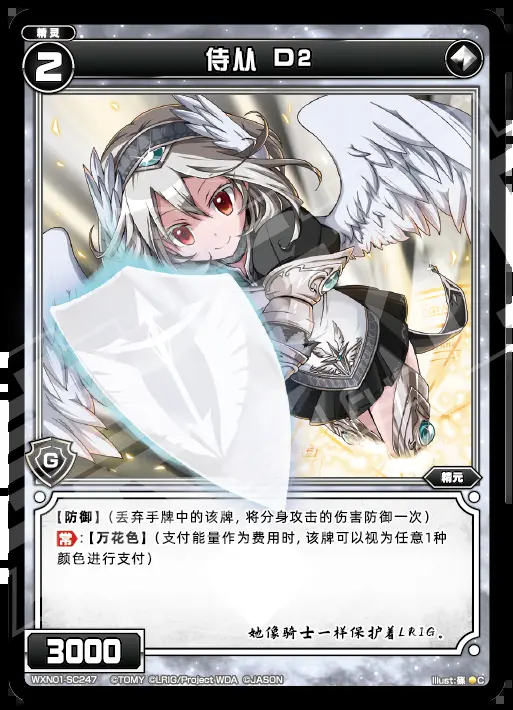 精灵
2
侍从 D2
G
精元
【防御】（丢弃手牌中的该牌，将分身攻击的伤害防御一次）
常：【万花色】（支付能量作为费用时，该牌可以视为任意1种
颜色进行支付）
她像骑士一样保护着LRIG。
3000
WXN01-SC247 ©TOMY ©LRIG/Project WDA ©JASON Illust:篠 C